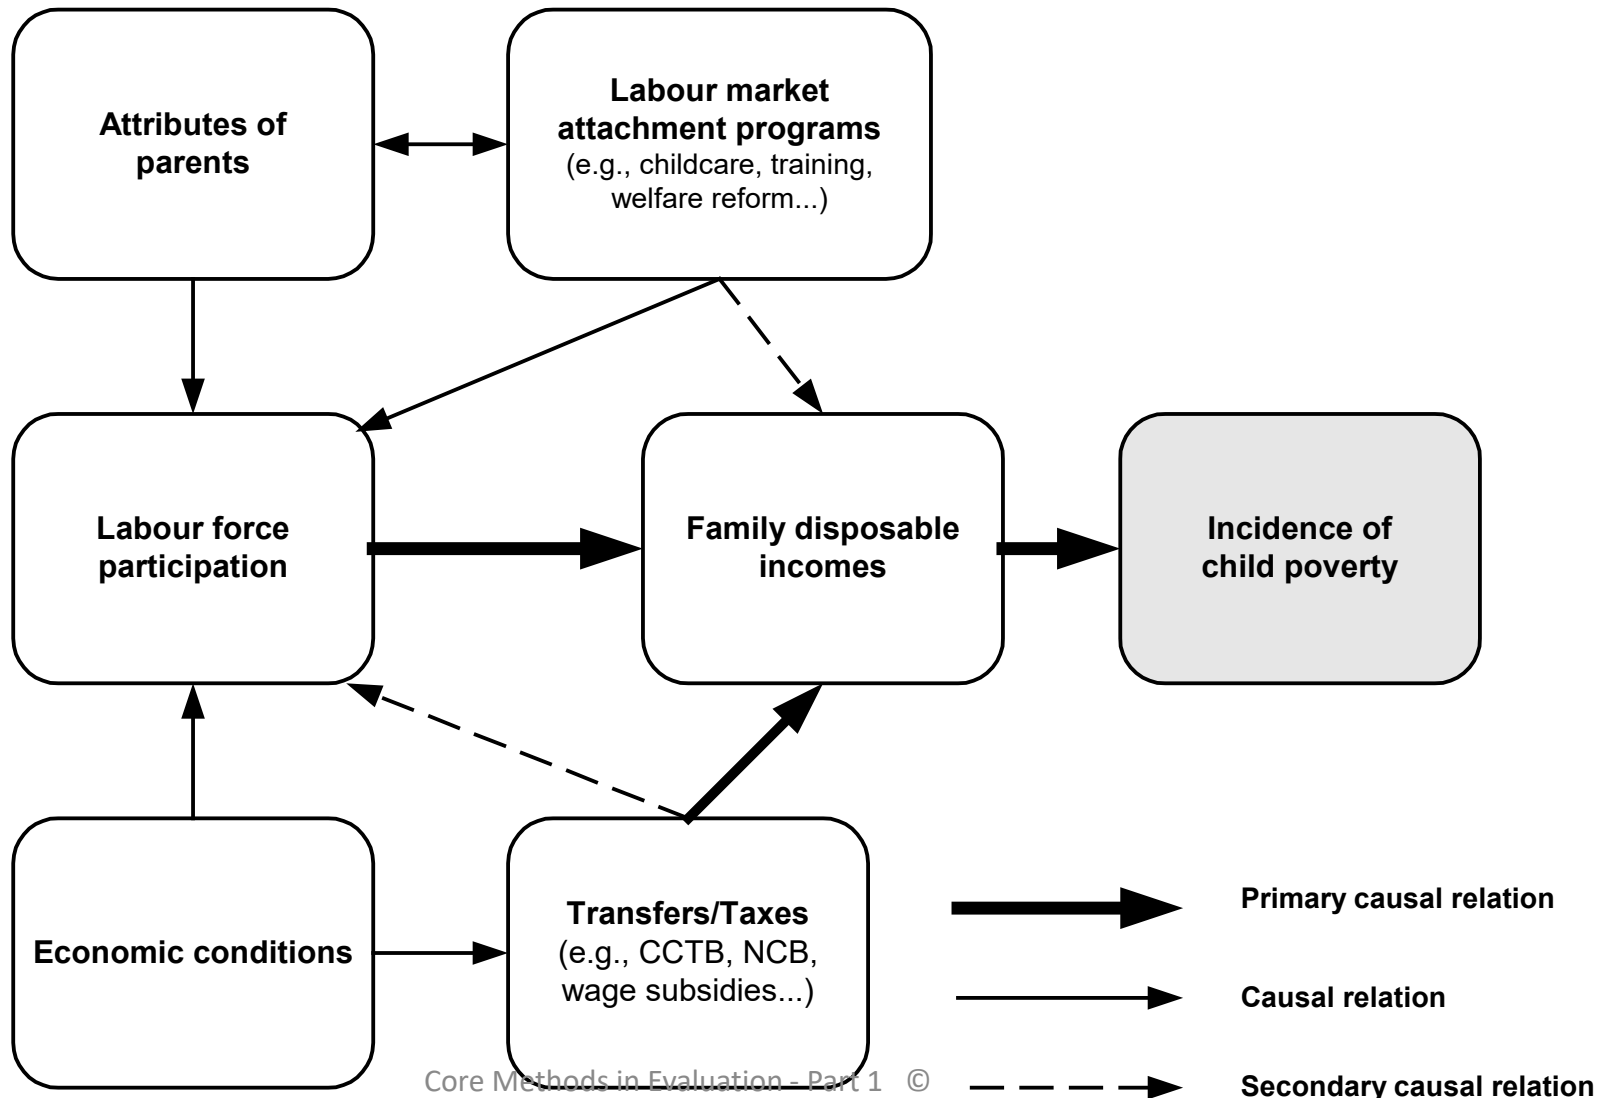 Attributes of
parents
Labour market
attachment programs
(e.g., childcare, training,
welfare reform...)
Labour force
participation
Family disposable
incomes
Incidence of
child poverty
Economic conditions
Transfers/Taxes
(e.g., CCTB, NCB,
wage subsidies...)
Primary causal relation
Causal relation
Secondary causal relation
Core Methods in Evaluation - Part 1 ©